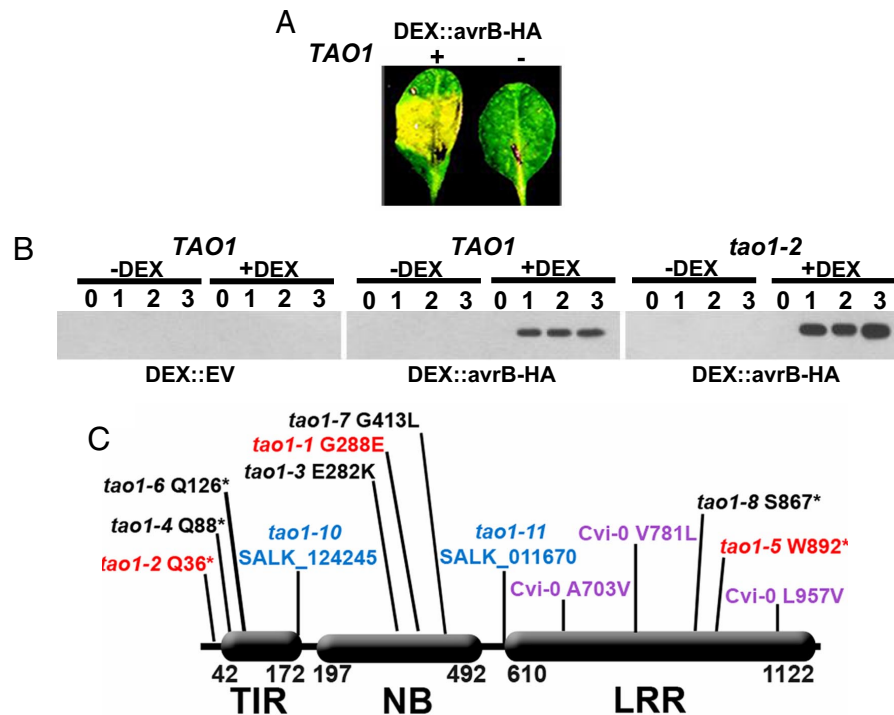 A
DEX::avrB-HA
TAO1 + -
B
TAO1 TAO1 tao1-2
-DEX +DEX -DEX +DEX -DEX +DEX
0 1 2 3 0 1 2 3 0 1 2 3 0 1 2 3 0 1 2 3 0 1 2 3
DEX::EV DEX::avrB-HA DEX::avrB-HA
C
tao1-7 G413L
tao1-1 G288E
tao1-3 E282K
tao1-6 Q126*
tao1-4 Q88*
tao1-2 Q36*
tao1-10
SALK_124245
tao1-11
SALK_011670
Cvi-0 A703V
Cvi-0 V781L
tao1-8 S867*
tao1-5 W892*
Cvi-0 L957V
42 172 197 492 610 1122
TIR NB LRR